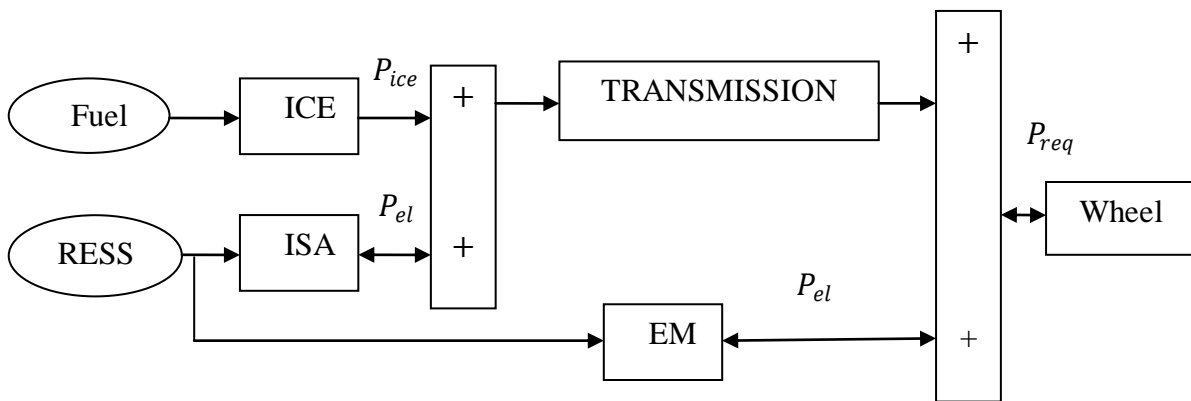 Fuel
ICE
P_ice
+
TRANSMISSION
+
P_req
Wheel
RESS
ISA
P_el
+
EM
P_el
+